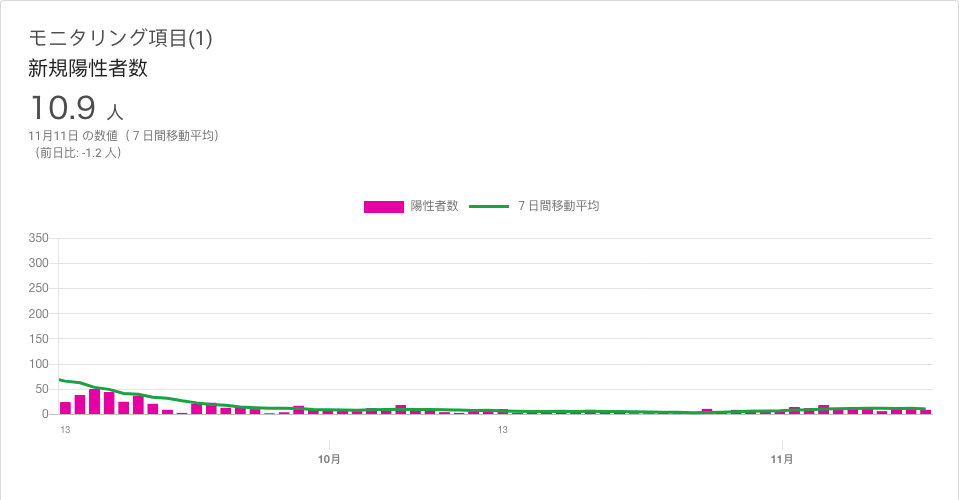 モニタリング項目(1)
新規陽性者数
10.9 人
11月11日 の数値（７日間移動平均）
（前日比: -1.2 人）
陽性者数 ７日間移動平均
350
300
250
200
150
100
50
0
13 13
10月 11月